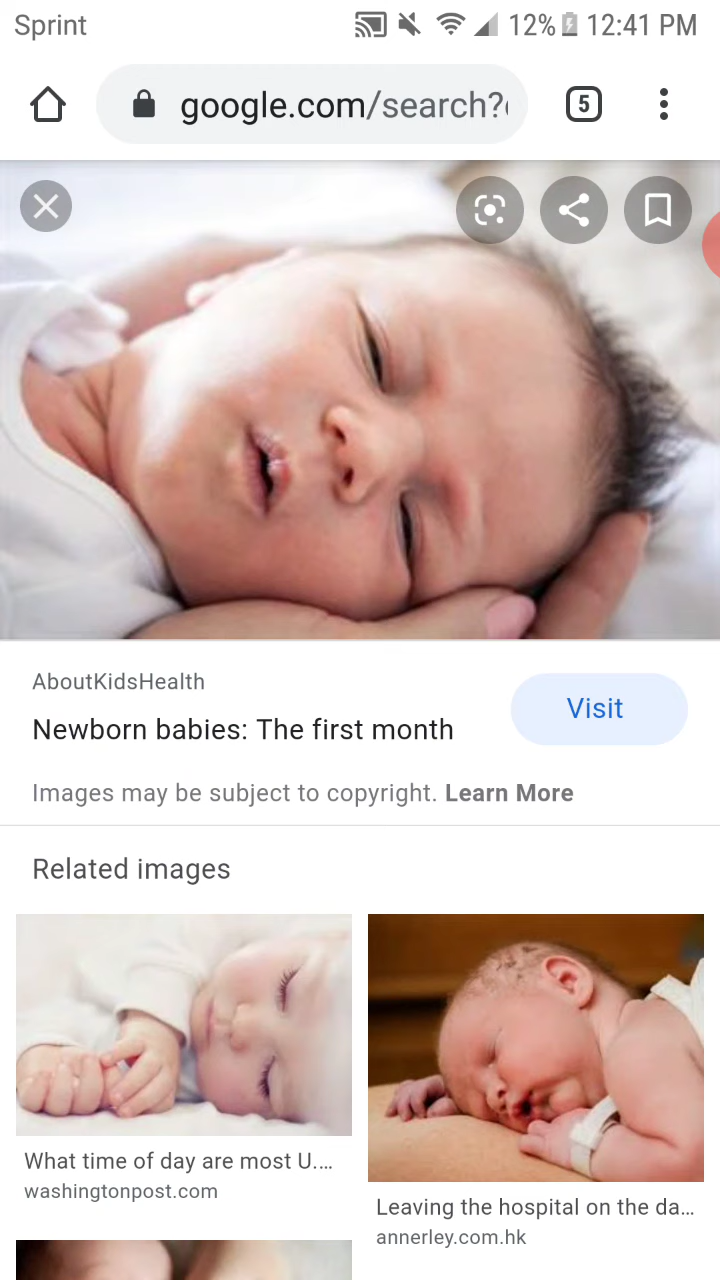 Sprint 12% 12:41 PM
google.com/search?
5
AboutKidsHealth
Newborn babies: The first month
Visit
Images may be subject to copyright. Learn More
Related images
What time of day are most U....
washingtonpost.com
Leaving the hospital on the da...
annerley.com.hk